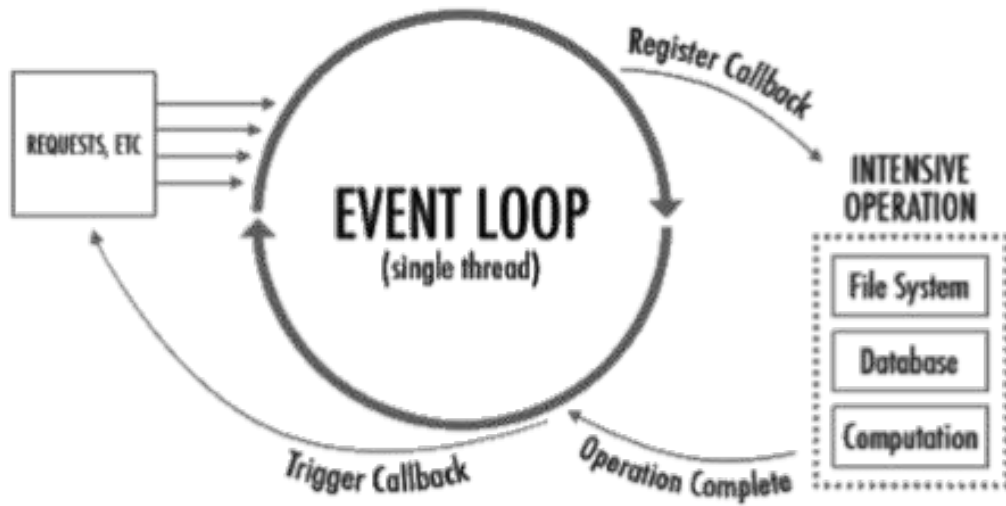 REQUESTS, ETC
Register Callback
EVENT LOOP
(single thread)
INTENSIVE
OPERATION
File System
Database
Computation
Operation Complete
Trigger Callback